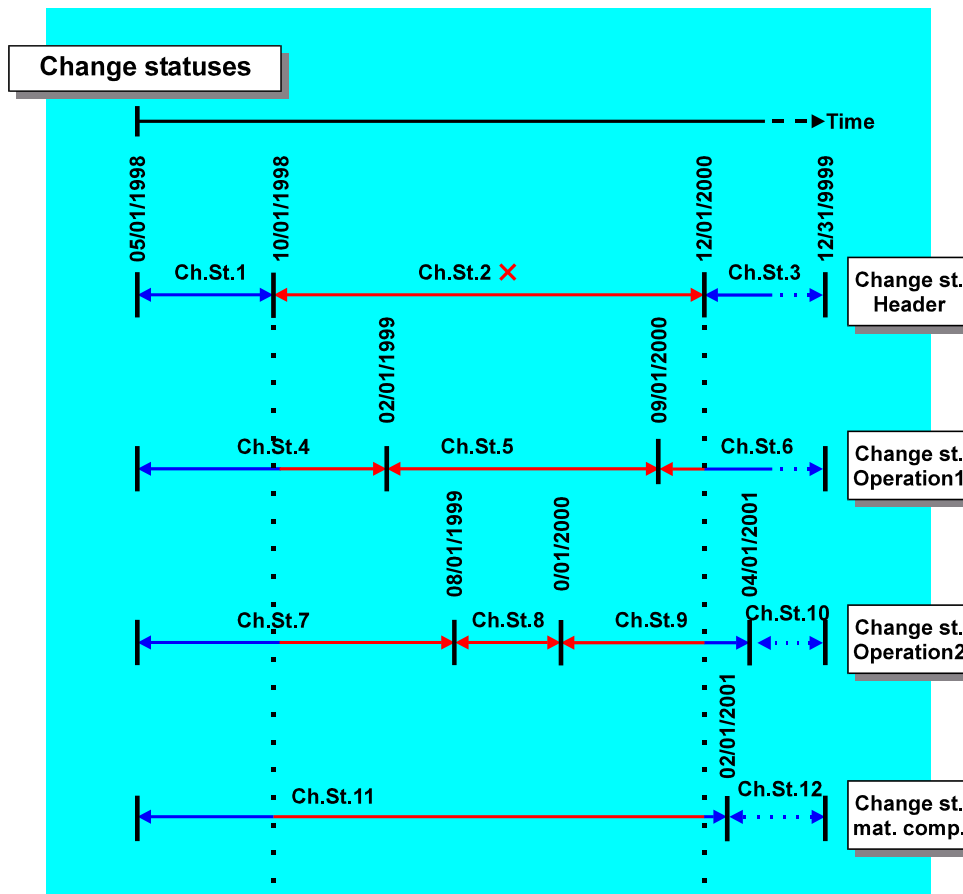 Change statuses
Time
05/01/1998
10/01/1998
12/01/2000
12/31/9999
Ch.St.1
Ch.St.2
Ch.St.3
Change st.
Header
02/01/1999
09/01/2000
Ch.St.4
Ch.St.5
Ch.St.6
Change st.
Operation1
08/01/1999
0/01/2000
04/01/2001
Ch.St.7
Ch.St.8
Ch.St.9
Ch.St.10
Change st.
Operation2
02/01/2001
Ch.St.11
Ch.St.12
Change st.
mat. comp.